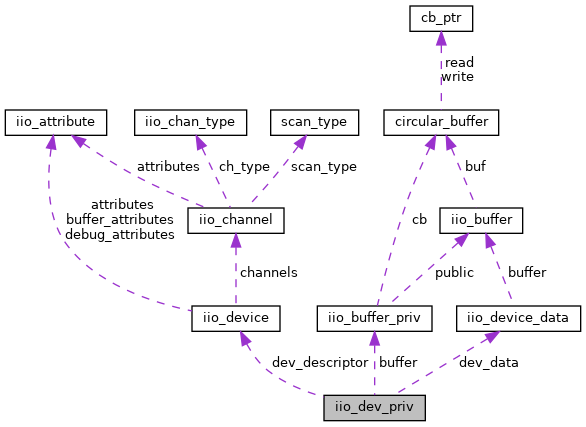 cb_ptr
read
write
iio_attribute
iio_chan_type
scan_type
circular_buffer
attributes
ch_type
scan_type
buf
attributes
buffer_attributes
debug_attributes
iio_channel
cb
iio_buffer
channels
public
buffer
iio_device
iio_buffer_priv
iio_device_data
dev_descriptor
buffer
dev_data
iio_dev_priv